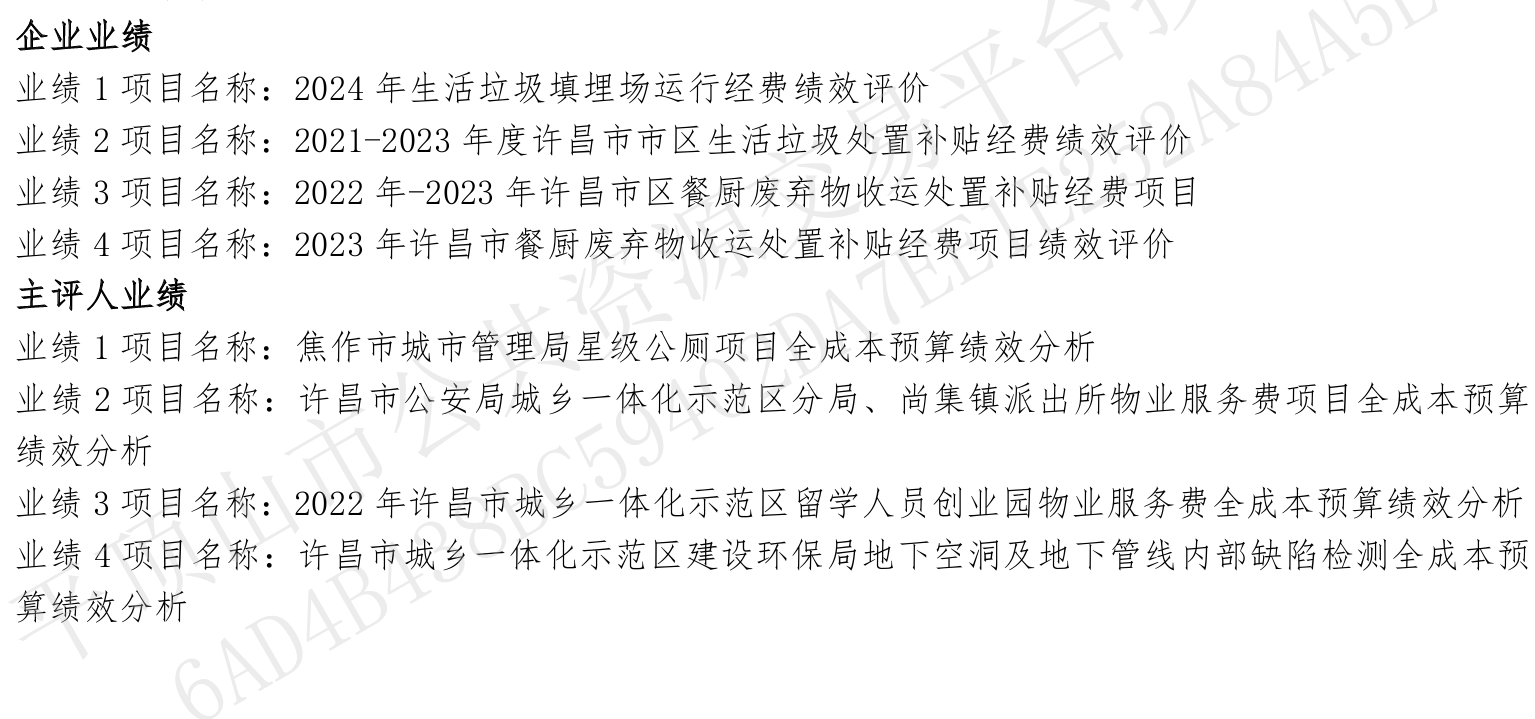 企业业绩
业绩 1 项目名称：2024 年生活垃圾填埋场运行经费绩效评价
业绩 2 项目名称：2021-2023 年度许昌市市区生活垃圾处置补贴经费绩效评价
业绩 3 项目名称：2022 年-2023 年许昌市区餐厨废弃物收运处置补贴经费项目
业绩 4 项目名称：2023 年许昌市餐厨废弃物收运处置补贴经费项目绩效评价
主评人业绩
业绩 1 项目名称：焦作市城市管理局星级公厕项目全成本预算绩效分析
业绩 2 项目名称：许昌市公安局城乡一体化示范区分局、尚集镇派出所物业服务费项目全成本预算
绩效分析
业绩 3 项目名称：2022 年许昌市城乡一体化示范区留学人员创业园物业服务费全成本预算绩效分析
业绩 4 项目名称：许昌市城乡一体化示范区建设环保局地下空洞及地下管线内部缺陷检测全成本预
算绩效分析
平顶山市公共资源交易平台